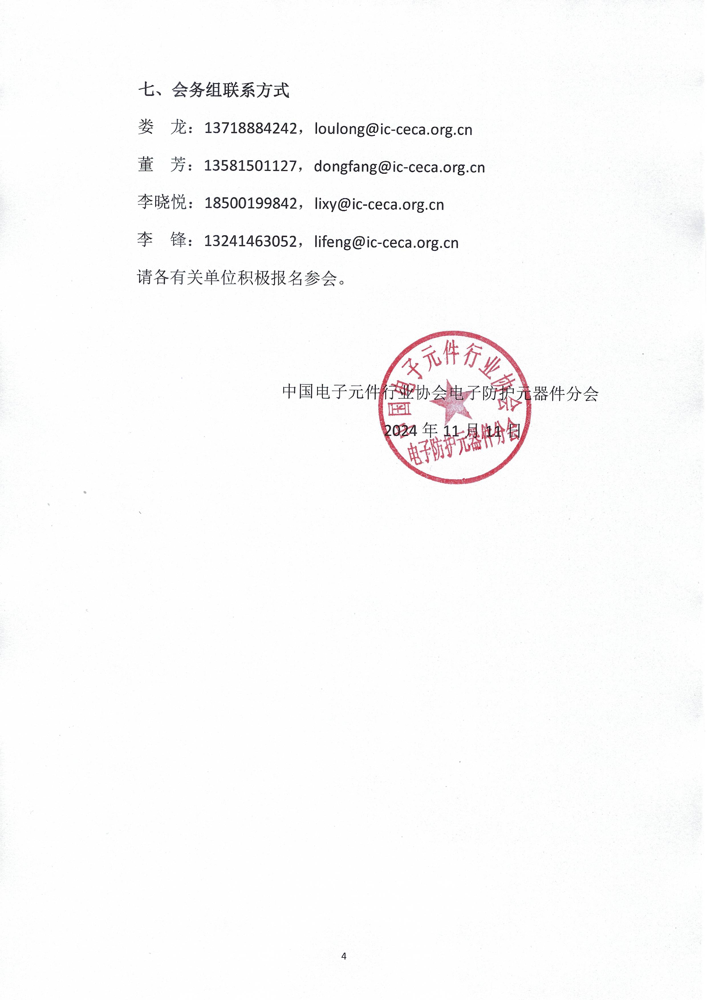 七、会务组联系方式
娄　龙：13718884242，loulong@ic-ceca.org.cn
董　芳：13581501127，dongfang@ic-ceca.org.cn
李晓悦：18500199842，lixy@ic-ceca.org.cn
李　锋：13241463052，lifeng@ic-ceca.org.cn
请各有关单位积极报名参会。
中国电子元件行业协会电子防护元器件分会
2024 年 11 月 11 日
中国电子元件行业协会
电子防护元器件分会
4